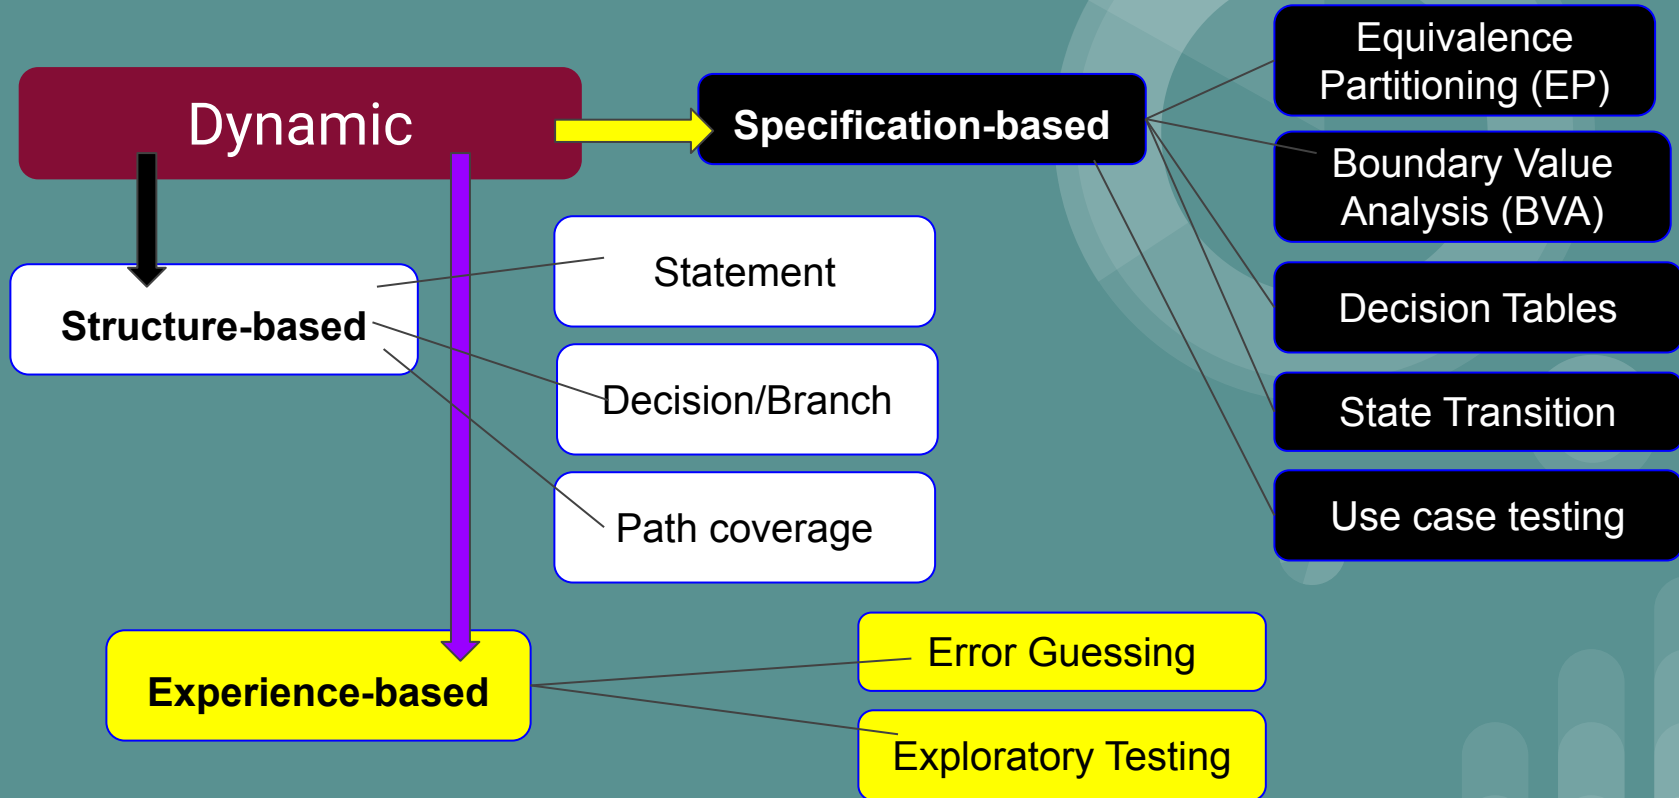 Dynamic
Specification-based
Equivalence
Partitioning (EP)
Boundary Value
Analysis (BVA)
Decision Tables
State Transition
Use case testing
Structure-based
Statement
Decision/Branch
Path coverage
Experience-based
Error Guessing
Exploratory Testing